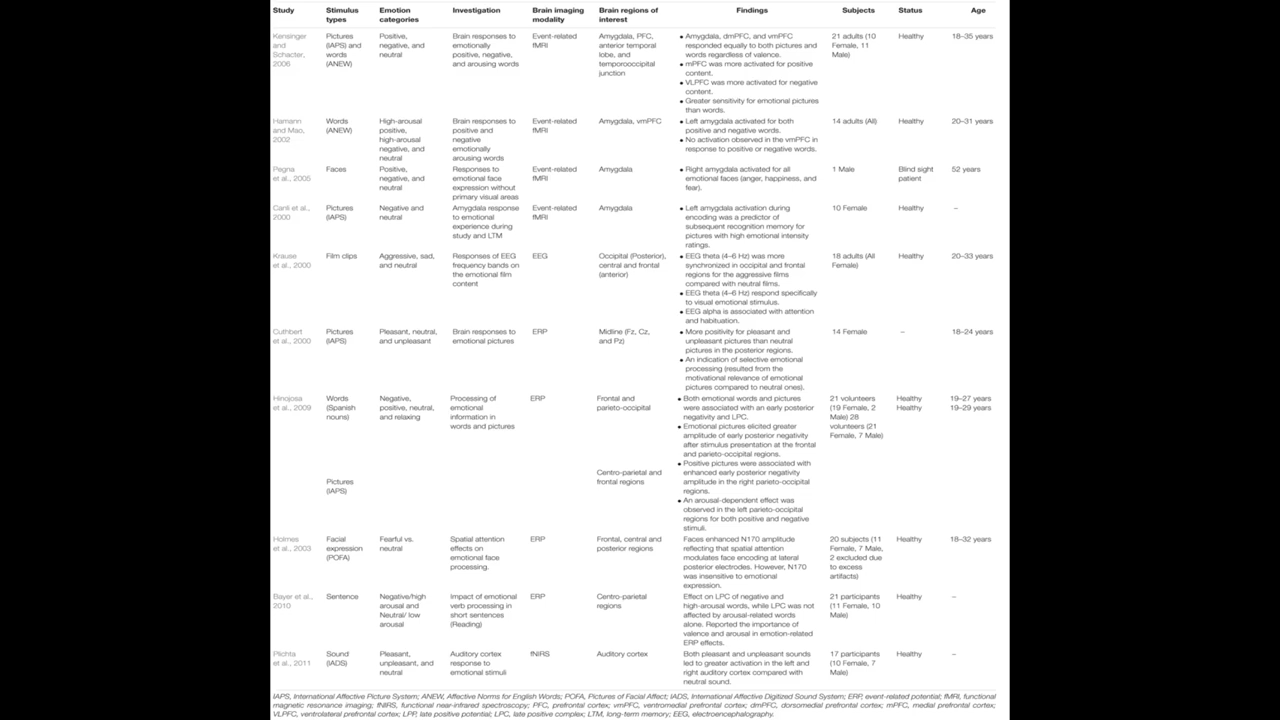 Study Stimulus types Emotion categories Investigation Brain imaging modality Brain regions of interest Findings Subjects Status Age
Kensinger and Schacter, 2006
Pictures (IAPS) and words (ANEW)
Positive, negative, and neutral
Brain responses to emotionally positive, negative, and arousing words
Event-related fMRI
Amygdala, PFC, anterior temporal lobe, and temporooccipital junction
• Amygdala, dmPFC, and vmPFC responded equally to both pictures and words regardless of valence.
• mPFC was more activated for positive content.
• VLPFC was more activated for negative content.
• Greater sensitivity for emotional pictures than words.
21 adults (10 Female, 11 Male)
Healthy
18–35 years
Hamann and Mao, 2002
Words (ANEW)
High-arousal positive, high-arousal negative, and neutral
Brain responses to positive and negative emotionally arousing words
Event-related fMRI
Amygdala, vmPFC
• Left amygdala activated for both positive and negative words.
• No activation observed in the vmPFC in response to positive or negative words.
14 adults (All)
Healthy
20–31 years
Pegna et al., 2005
Faces
Positive, negative, and neutral
Responses to emotional face expression without primary visual areas
Event-related fMRI
Amygdala
• Right amygdala activated for all emotional faces (anger, happiness, and fear).
1 Male
Blind sight patient
52 years
Canli et al., 2000
Pictures (IAPS)
Negative and neutral
Amygdala response to emotional experience during study and LTM
Event-related fMRI
Amygdala
• Left amygdala activation during encoding was a predictor of subsequent recognition memory for pictures with high emotional intensity ratings.
10 Female
Healthy
–
Krause et al., 2000
Film clips
Aggressive, sad, and neutral
Responses of EEG frequency bands on the emotional film content
EEG
Occipital (Posterior), central and frontal (anterior)
• EEG theta (4–6 Hz) was more synchronized in occipital and frontal regions for the aggressive films compared with neutral films.
• EEG theta (4–6 Hz) respond specifically to visual emotional stimulus.
• EEG alpha is associated with attention and habituation.
18 adults (All Female)
Healthy
20–33 years
Cuthbert et al., 2000
Pictures (IAPS)
Pleasant, neutral, and unpleasant
Brain responses to emotional pictures
ERP
Midline (Fz, Cz, and Pz)
• More positivity for pleasant and unpleasant pictures than neutral pictures in the posterior regions.
• An indication of selective emotional processing (resulted from the motivational relevance of emotional pictures compared to neutral ones).
14 Female
–
18–24 years
Hinojosa et al., 2009
Words (Spanish nouns)
Negative, positive, neutral, and relaxing
Processing of emotional information in words and pictures
ERP
Frontal and parieto-occipital
• Both emotional words and pictures were associated with an early posterior negativity and LPC.
• Emotional pictures elicited greater amplitude of early posterior negativity after stimulus presentation at the frontal and parieto-occipital regions.
21 volunteers (19 Female, 2 Male) 28 volunteers (21 Female, 7 Male)
Healthy
Healthy
19–27 years
19–29 years
Pictures (IAPS)
Centro-parietal and frontal regions
• Positive pictures were associated with enhanced early posterior negativity amplitude in the right parieto-occipital regions.
• An arousal-dependent effect was observed in the left parieto-occipital regions for both positive and negative stimuli.
Holmes et al., 2003
Facial expression (POFA)
Fearful vs. neutral
Spatial attention effects on emotional face processing.
ERP
Frontal, central and posterior regions
Faces enhanced N170 amplitude reflecting that spatial attention modulates face encoding at lateral posterior electrodes. However, N170 was insensitive to emotional expression.
20 subjects (11 Female, 7 Male, 2 excluded due to excess artifacts)
Healthy
18–32 years
Bayer et al., 2010
Sentence
Negative/high arousal and Neutral/ low arousal
Impact of emotional verb processing in short sentences (Reading)
ERP
Centro-parietal regions
Effect on LPC of negative and high-arousal words, while LPC was not affected by arousal-related words alone. Reported the importance of valence and arousal in emotion-related ERP effects.
21 participants (11 Female, 10 Male)
Healthy
–
Plichta et al., 2011
Sound (IADS)
Pleasant, unpleasant, and neutral
Auditory cortex response to emotional stimuli
fNIRS
Auditory cortex
Both pleasant and unpleasant sounds led to greater activation in the left and right auditory cortex compared with neutral sound.
17 participants (10 Female, 7 Male)
Healthy
–
IAPS, International Affective Picture System; ANEW, Affective Norms for English Words; POFA, Pictures of Facial Affect; IADS, International Affective Digitized Sound System; ERP, event-related potential; fMRI, functional
magnetic resonance imaging; fNIRS, functional near-infrared spectroscopy; PFC, prefrontal cortex; vmPFC, ventromedial prefrontal cortex; dmPFC, dorsomedial prefrontal cortex; mPFC, medial prefrontal cortex;
VLPFC, ventrolateral prefrontal cortex; LPP, late positive potential; LPC, late positive complex; LTM, long-term memory; EEG, electroencephalography.